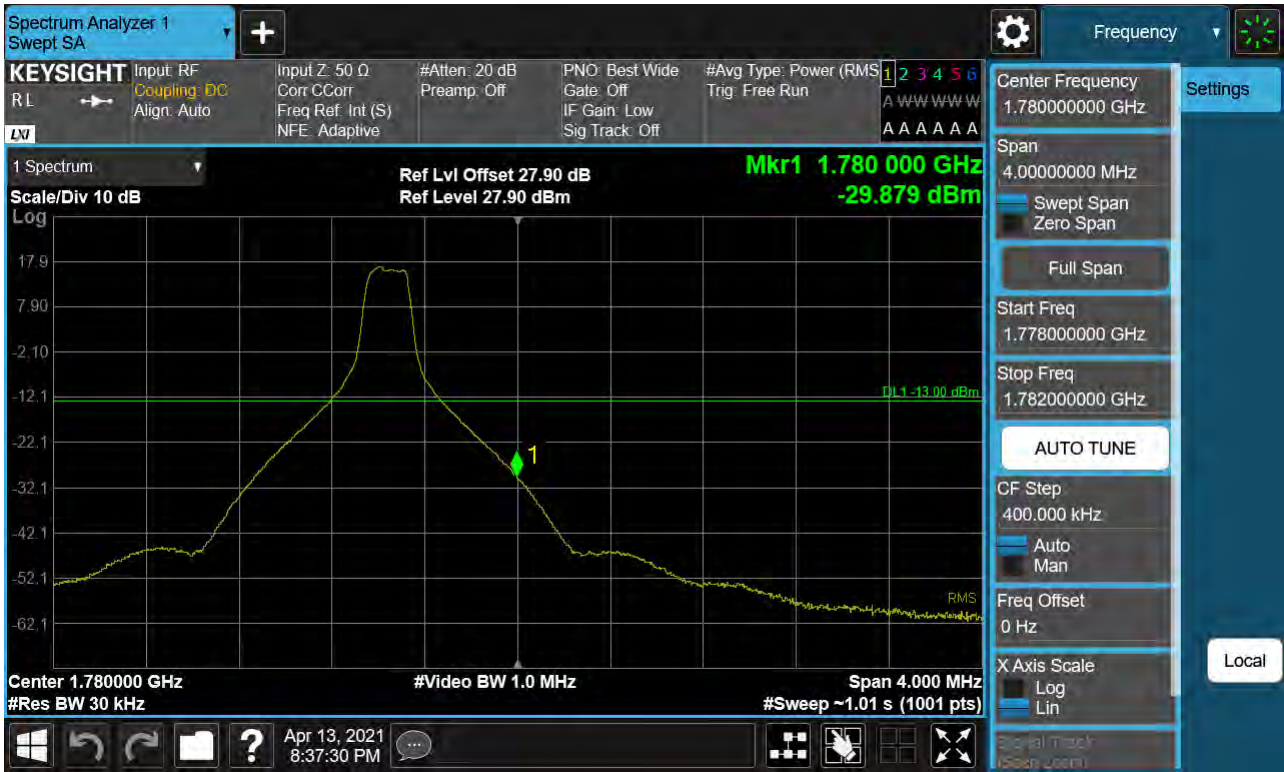 Spectrum Analyzer 1
Swept SA
+
Frequency
KEYSIGHT
RL
LXI
Input: RF
Coupling: DC
Align: Auto
Input Z: 50 Ω
Corr CCorr
Freq Ref: Int (S)
NFE: Adaptive
#Atten: 20 dB
Preamp: Off
PNO: Best Wide
Gate: Off
IF Gain: Low
Sig Track: Off
#Avg Type: Power (RMS
Trig: Free Run
1 2 3 4 5 6
A W W W W W
A A A A A A
1 Spectrum
Scale/Div 10 dB
Log
Ref Lvl Offset 27.90 dB
Ref Level 27.90 dBm
Mkr1 1.780 000 GHz
-29.879 dBm
17.9
7.90
-2.10
-12.1
-22.1
-32.1
-42.1
-52.1
-62.1
DL1 -13.00 dBm
1
RMS
Center 1.780000 GHz
#Res BW 30 kHz
#Video BW 1.0 MHz
Span 4.000 MHz
#Sweep ~1.01 s (1001 pts)
Center Frequency
1.780000000 GHz
Span
4.00000000 MHz
Swept Span
Zero Span
Full Span
Start Freq
1.778000000 GHz
Stop Freq
1.782000000 GHz
AUTO TUNE
CF Step
400.000 kHz
Auto
Man
Freq Offset
0 Hz
X Axis Scale
Log
Lin
Signal Track
(Span Zoom)
Settings
Local
?
Apr 13, 2021
8:37:30 PM